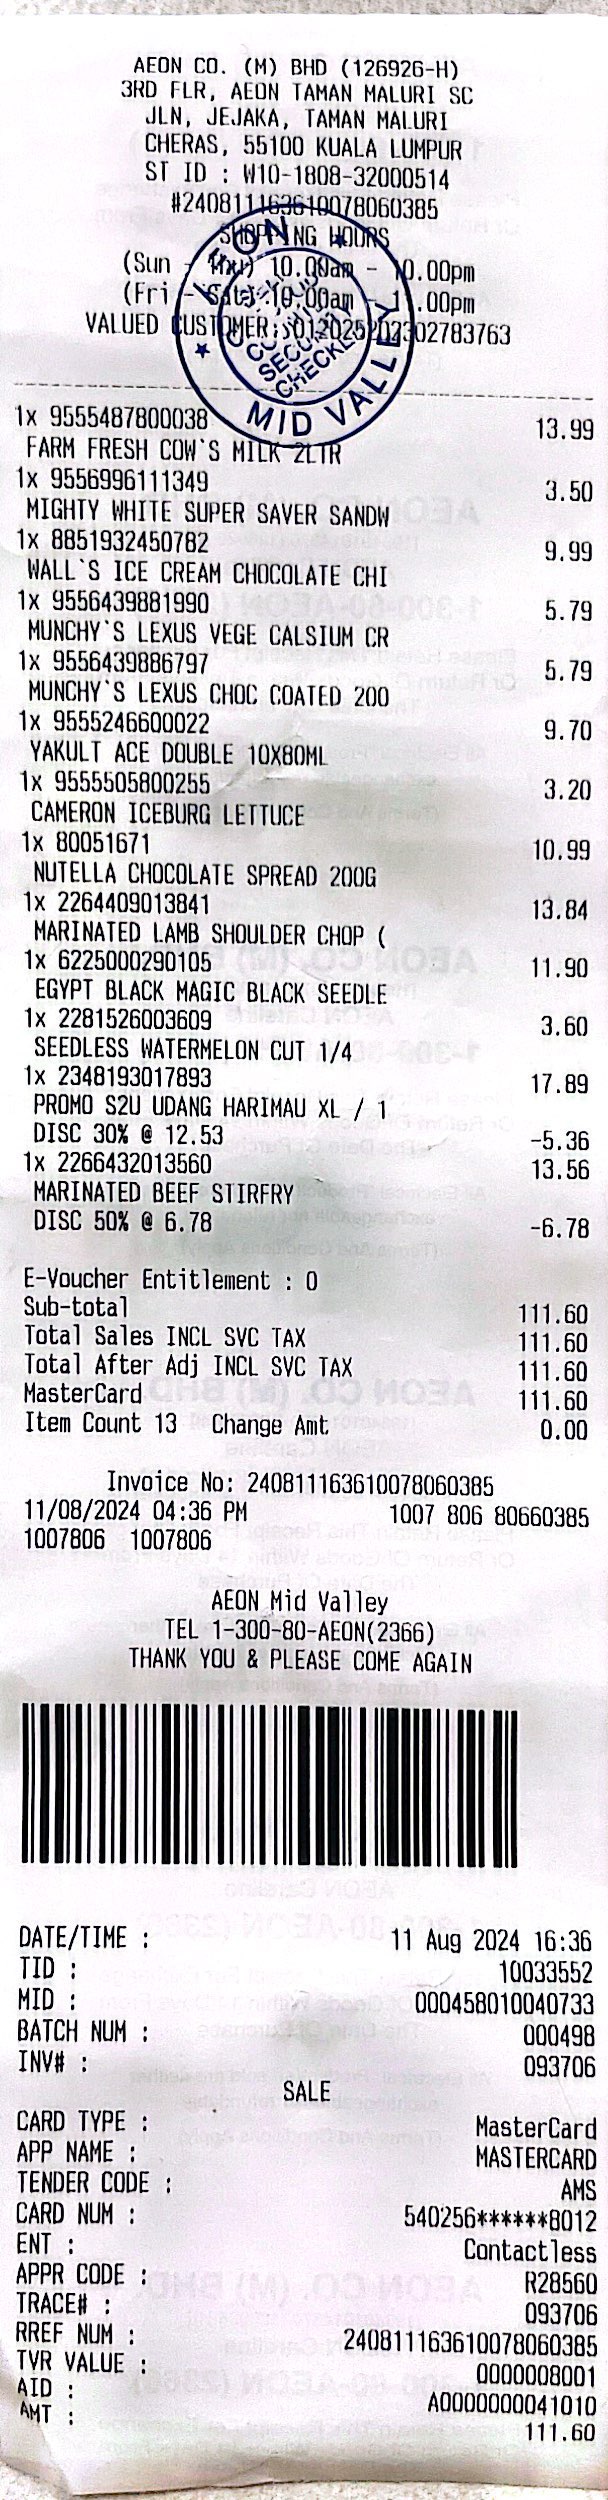 AEON CO. (M) BHD (126926-H)
3RD FLR, AEON TAMAN MALURI SC
JLN, JEJAKA, TAMAN MALURI
CHERAS, 55100 KUALA LUMPUR
ST ID : W10-1808-32000514
#240811163610078060385
SHOPPING HOURS
(Sun - Thu) 10.00am - 10.00pm
(Fri - Sat) 10.00am - 11.00pm
VALUED CUSTOMER:
AEON
SECURITY
CHECKED
MID VALLEY
1x 9555487800038 13.99
FARM FRESH COW'S MILK 2LTR
1x 9556996111349 3.50
MIGHTY WHITE SUPER SAVER SANDW
1x 8851932450782 9.99
WALL`S ICE CREAM CHOCOLATE CHI
1x 9556439881990 5.79
MUNCHY'S LEXUS VEGE CALSIUM CR
1x 9556439886797 5.79
MUNCHY'S LEXUS CHOC COATED 200
1x 9555246600022 9.70
YAKULT ACE DOUBLE 10X80ML
1x 9555505800255 3.20
CAMERON ICEBURG LETTUCE
1x 80051671 10.99
NUTELLA CHOCOLATE SPREAD 200G
1x 2264409013841 13.84
MARINATED LAMB SHOULDER CHOP (
1x 6225000290105 11.90
EGYPT BLACK MAGIC BLACK SEEDLE
1x 2281526003609 3.60
SEEDLESS WATERMELON CUT 1/4
1x 2348193017893 17.89
PROMO S2U UDANG HARIMAU XL / 1
DISC 30% @ 12.53 -5.36
1x 2266432013560 13.56
MARINATED BEEF STIRFRY
DISC 50% @ 6.78 -6.78
E-Voucher Entitlement : 0
Sub-total 111.60
Total Sales INCL SVC TAX 111.60
Total After Adj INCL SVC TAX 111.60
MasterCard 111.60
Item Count 13 Change Amt 0.00
Invoice No: 240811163610078060385
11/08/2024 04:36 PM 1007 806 80660385
1007806 1007806
AEON Mid Valley
TEL 1-300-80-AEON(2366)
THANK YOU & PLEASE COME AGAIN
DATE/TIME : 11 Aug 2024 16:36
TID : 10033552
MID : 000458010040733
BATCH NUM : 000498
INV# : 093706
SALE
CARD TYPE : MasterCard
APP NAME : MASTERCARD
TENDER CODE : AMS
CARD NUM : 540256******8012
ENT : Contactless
APPR CODE : R28560
TRACE# : 093706
RREF NUM : 240811163610078060385
TVR VALUE : 0000008001
AID : A0000000041010
AMT : 111.60